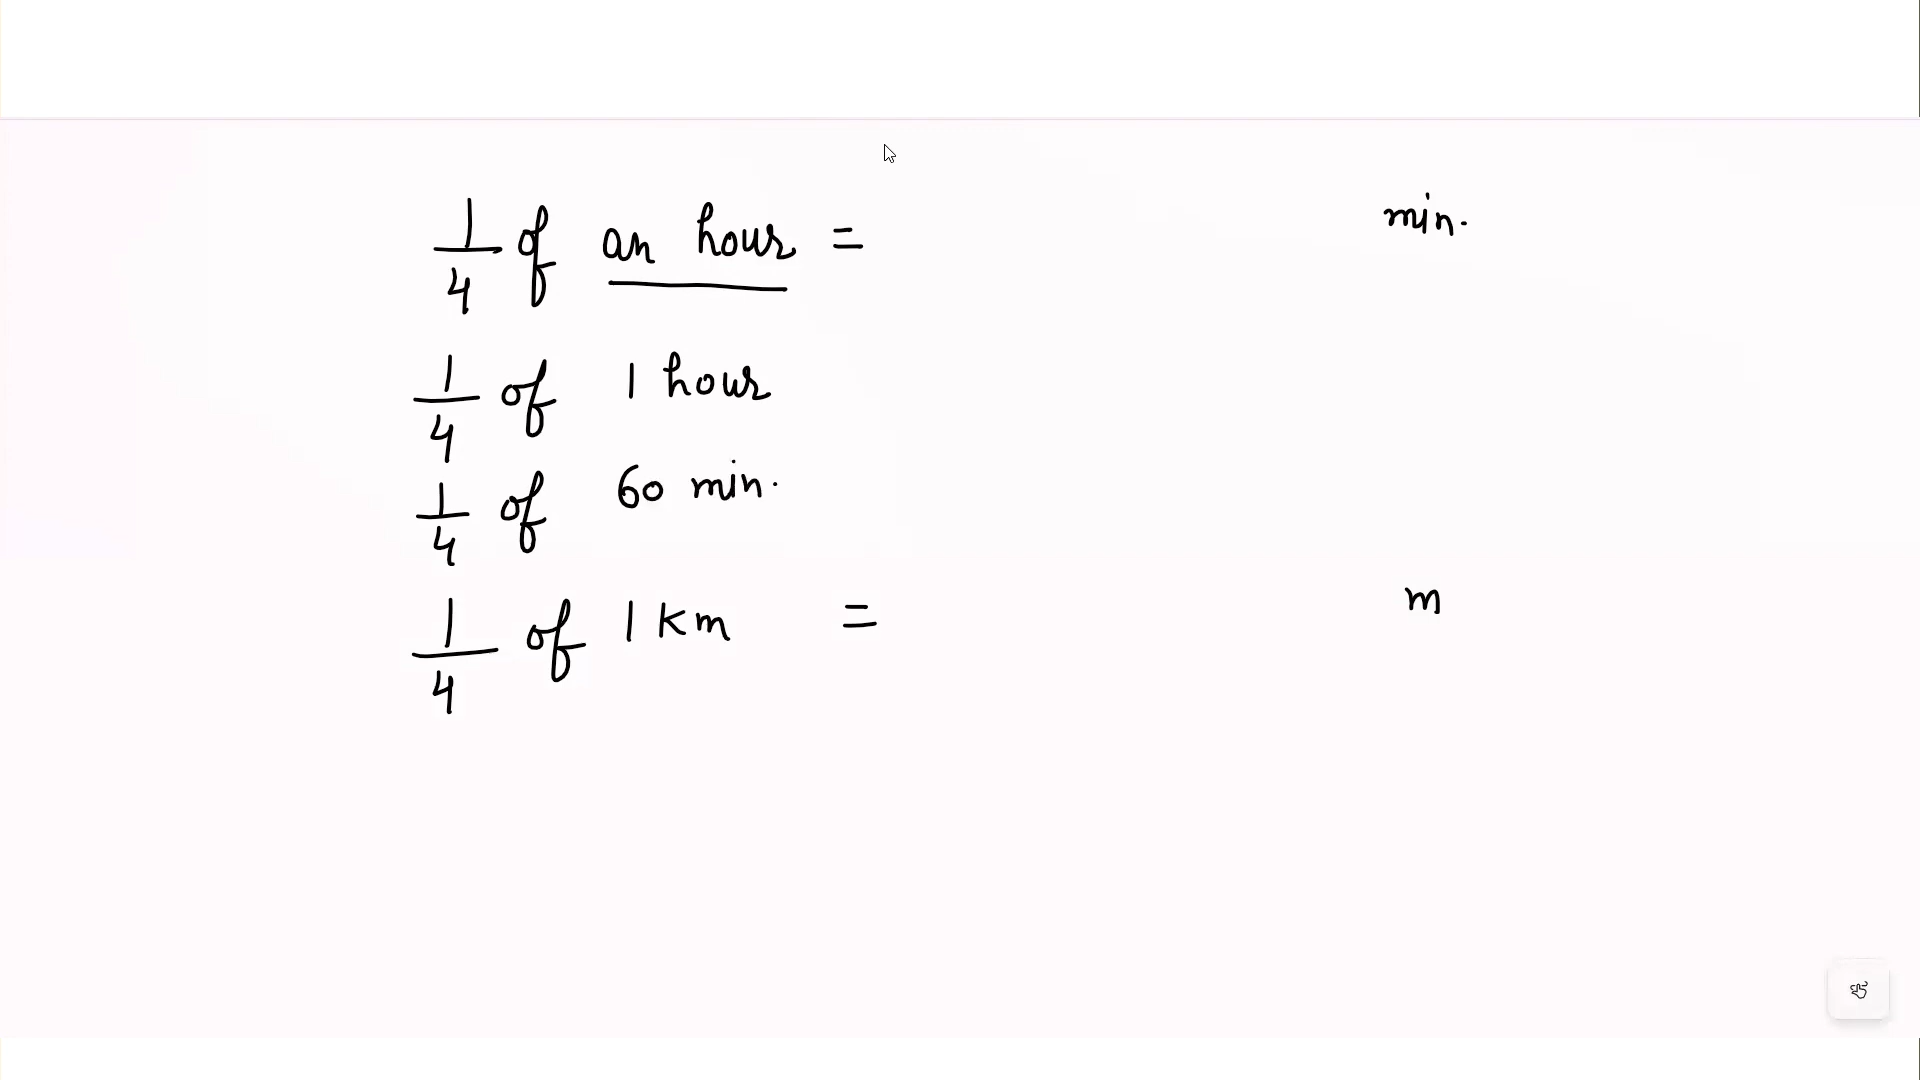 1/4 of an hour = min.
1/4 of 1 hour
1/4 of 60 min.
1/4 of 1 km = m